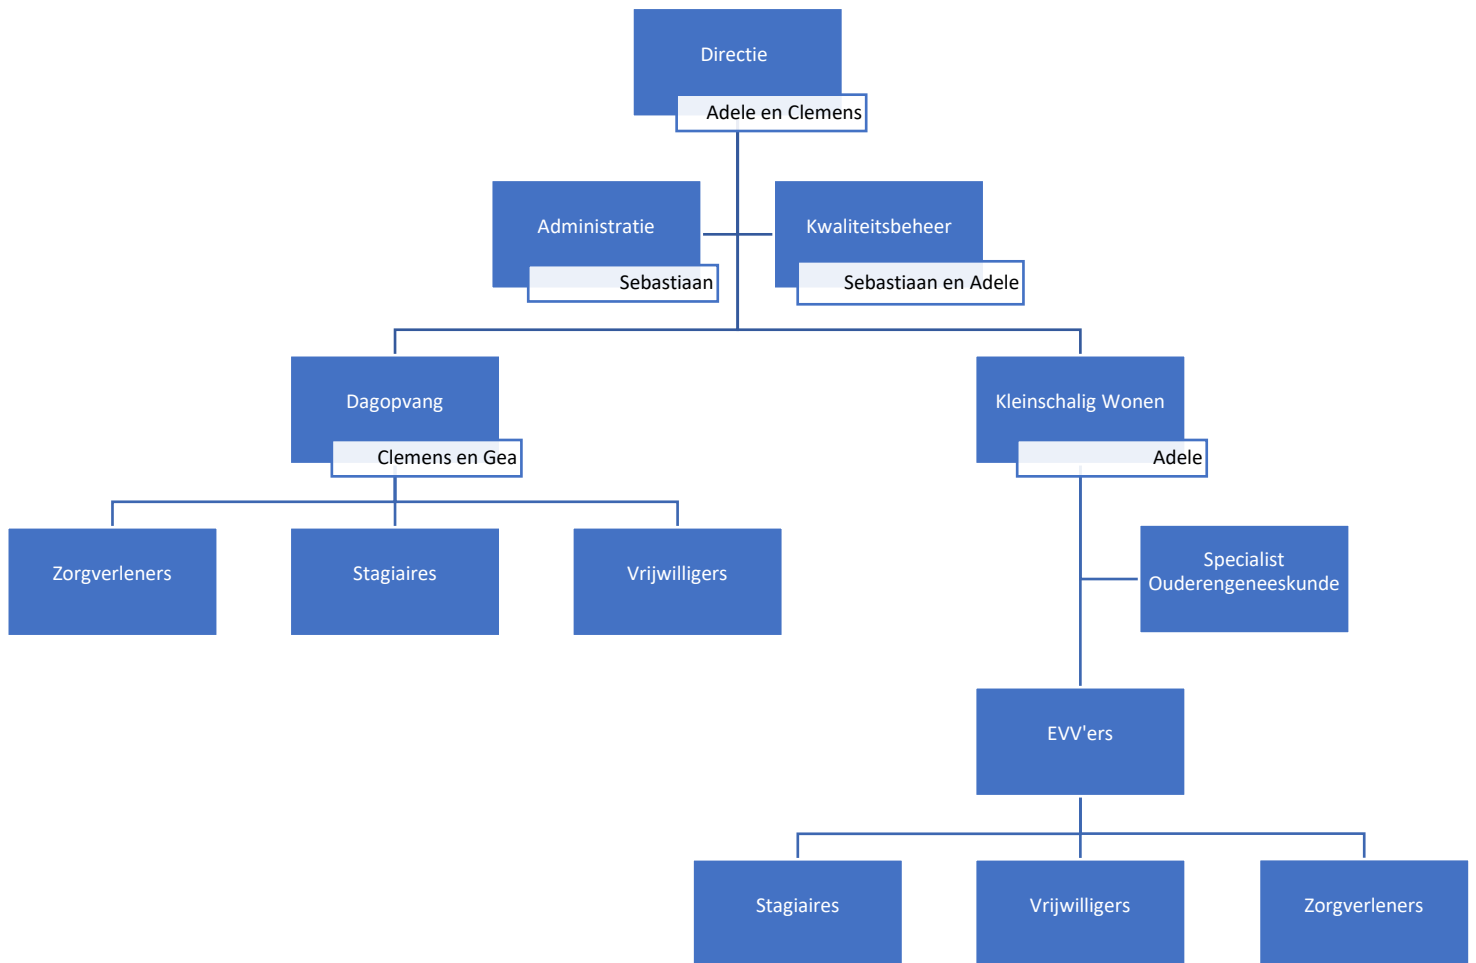 Directie
Adele en Clemens
Administratie
Sebastiaan
Kwaliteitsbeheer
Sebastiaan en Adele
Dagopvang
Clemens en Gea
Kleinschalig Wonen
Adele
Zorgverleners
Stagiaires
Vrijwilligers
Specialist
Ouderengeneeskunde
EVV'ers
Stagiaires
Vrijwilligers
Zorgverleners